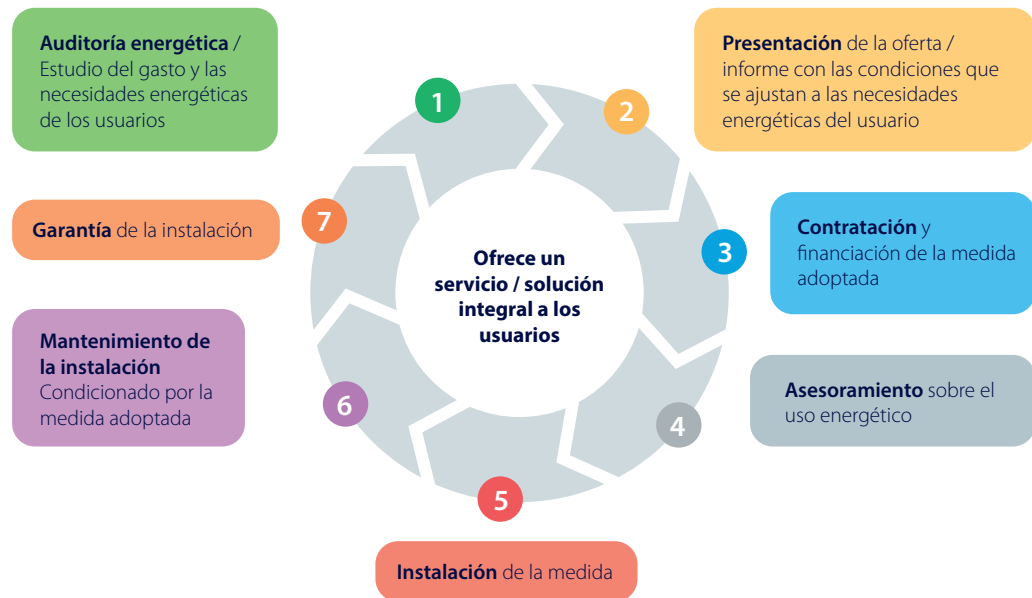 1
Auditoría energética /
Estudio del gasto y las
necesidades energéticas
de los usuarios
2
Presentación de la oferta /
informe con las condiciones que
se ajustan a las necesidades
energéticas del usuario
3
Contratación y
financiación de la medida
adoptada
4
Asesoramiento sobre el
uso energético
5
Instalación de la medida
6
Mantenimiento de
la instalación
Condicionado por la
medida adoptada
7
Garantía de la instalación
Ofrece un
servicio / solución
integral a los
usuarios